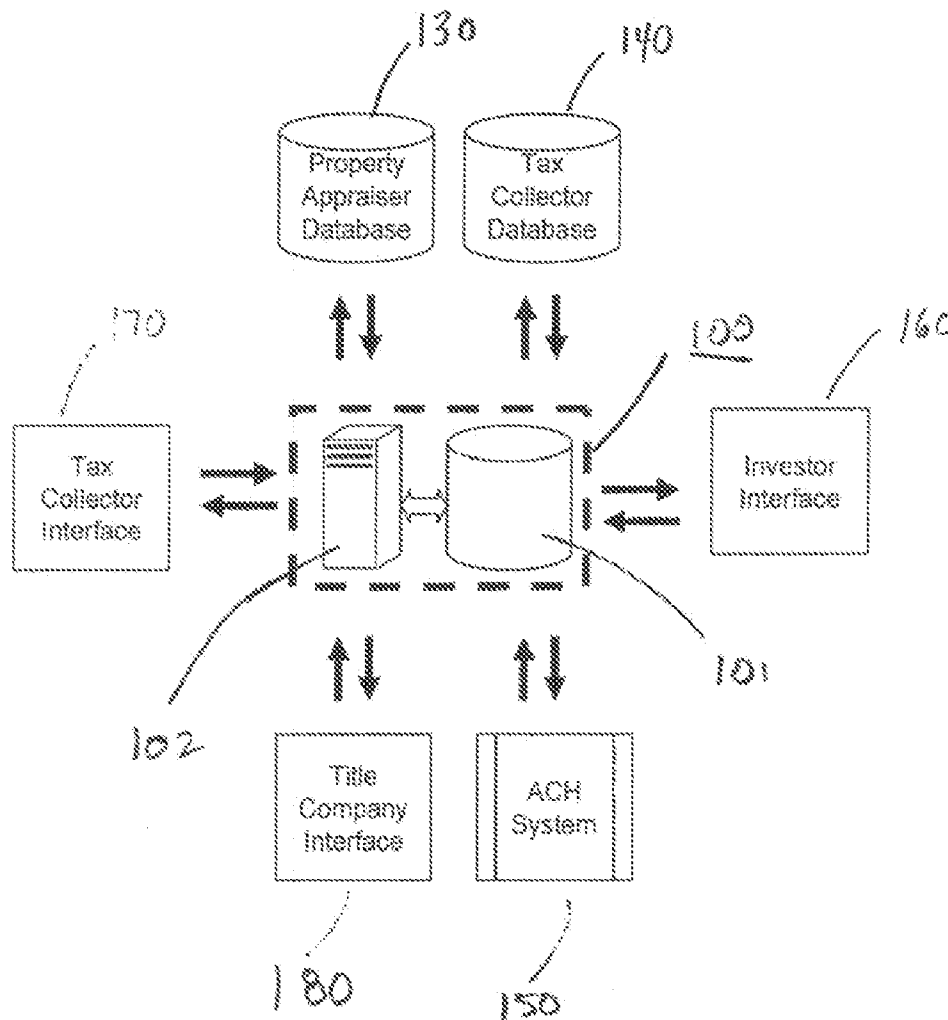 130
140
Property
Appraiser
Database
Tax
Collector
Database
170
100
160
Tax
Collector
Interface
Investor
Interface
102
101
Title
Company
Interface
ACH
System
180
150